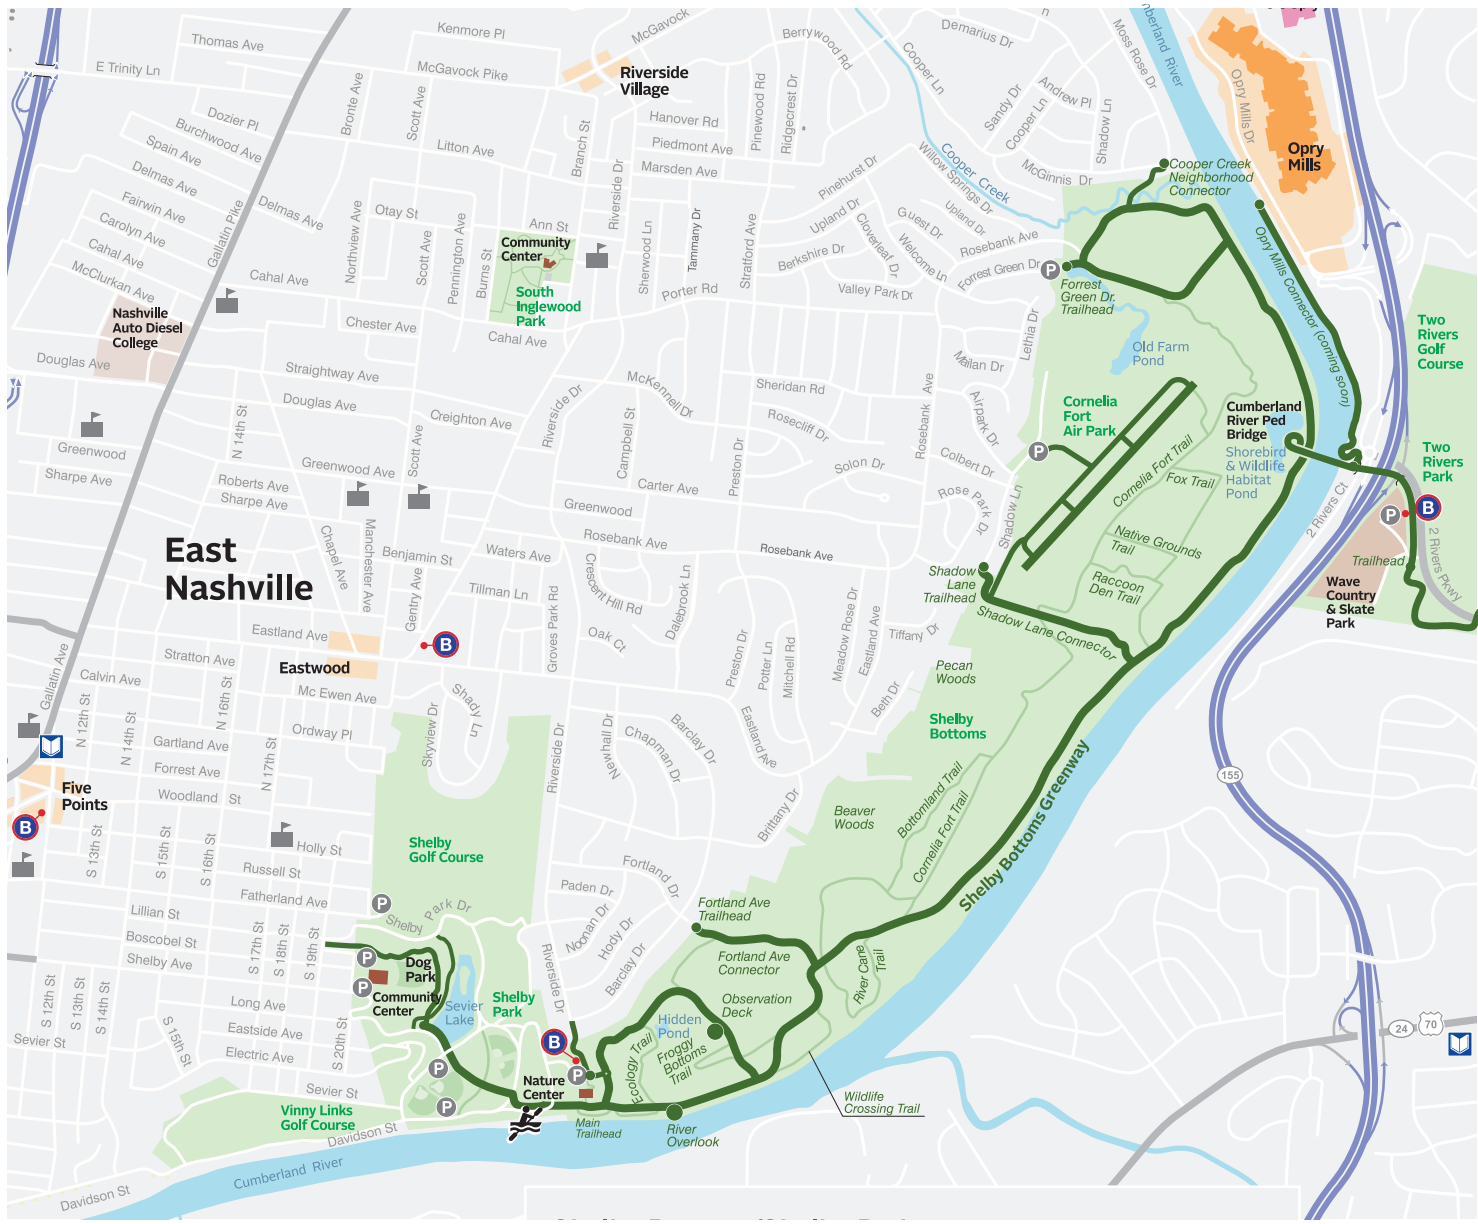 Thomas Ave
Kenmore Pl
McGavock
Berrywood Rd
Demarius Dr
Moss Rose Dr
umberland River
E Trinity Ln
McGavock Pike
Riverside
Village
Cooper Ln
Opry Mills Dr
Opry
Mills
Dozier Pl
Burchwood Ave
Spain Ave
Delmas Ave
Fairwin Ave
Carolyn Ave
Cahal Ave
McClurkan Ave
Bronte Ave
Scott Ave
Litton Ave
Branch St
Hanover Rd
Piedmont Ave
Marsden Ave
Pinewood Rd
Ridgecrest Dr
Sandy Dr
Cooper Ln
Andrew Pl
Shadow Ln
McGinnis Dr
Cooper Creek
Willow Springs Dr
Upland Dr
Cooper Creek
Neighborhood
Connector
Delmas Ave
Gallatin Pike
Northview Ave
Otay St
Scott Ave
Pennington Ave
Burns St
Ann St
Riverside Dr
Community
Center
South
Inglewood
Park
Sherwood Ln
Tammany Dr
Stratford Ave
Porter Rd
Pinehurst Dr
Upland Dr
Cloverleaf Dr
Guest Dr
Welcome Ln
Berkshire Dr
Valley Park Dr
Rosebank Ave
Forrest Green Dr
P
Forrest
Green Dr.
Trailhead
Opry Mills Connector (coming soon)
Cahal Ave
Nashville
Auto Diesel
College
Chester Ave
Cahal Ave
Douglas Ave
Straightway Ave
Douglas Ave
Creighton Ave
Riverside Dr
McKennell Dr
Sheridan Rd
Rosecliff Dr
Rosebank Ave
Mailan Dr
Lethia Dr
Airpark Dr
Old Farm
Pond
Two
Rivers
Golf
Course
Cornelia
Fort
Air Park
Cumberland
River Ped
Bridge
Shorebird
& Wildlife
Habitat
Pond
Two
Rivers
Park
P
Cornelia Fort Trail
Fox Trail
Greenwood
Sharpe Ave
N 14th St
Scott Ave
Greenwood Ave
Roberts Ave
Sharpe Ave
Campbell St
Carter Ave
Preston Dr
Solon Dr
Colbert Dr
Rose Park Dr
Shadow Ln
Greenwood
2 Rivers Ct
P
B
2 Rivers Pkwy
East
Nashville
Chapel Ave
Manchester Ave
Benjamin St
Gentry Ave
Waters Ave
Rosebank Ave
Rosebank Ave
Tillman Ln
Crescent Hill Rd
Dalebrook Ln
Groves Park Rd
Oak Ct
Native Grounds
Trail
Raccoon
Den Trail
Shadow
Lane
Trailhead
Shadow Lane Connector
Trailhead
Wave
Country
& Skate
Park
Eastland Ave
Stratton Ave
Calvin Ave
Eastwood
B
Mc Ewen Ave
Ordway Pl
Skyview Dr
Shady Ln
Preston Dr
Potter Ln
Mitchell Rd
Meadow Rose Dr
Eastland Ave
Tiffany Dr
Beth Dr
Pecan
Woods
Shelby
Bottoms
Gallatin Ave
N 12th St
N 14th St
N 16th St
N 17th St
Gartland Ave
Forrest Ave
Woodland St
Five
Points
B
Riverside Dr
Newhall Dr
Chapman Dr
Barclay Dr
Eastland Ave
Brittany Dr
Beaver
Woods
Bottomland Trail
Cornelia Fort Trail
Shelby Bottoms Greenway
155
S 13th St
S 15th St
S 16th St
Holly St
Russell St
Fatherland Ave
Shelby
Golf Course
Lillian St
Boscobel St
Shelby Ave
S 17th St
S 18th St
S 19th St
P
Shelby Park Dr
Paden Dr
Fortland Dr
Noonan Dr
Hody Dr
Barclay Dr
Riverside Dr
Fortland Ave
Trailhead
Fortland Ave
Connector
River Cane
Trail
P
P
Dog
Park
Community
Center
Sevier
Lake
Shelby
Park
Observation
Deck
Hidden
Pond
Froggy
Bottoms
Trail
Eccology Trail
S 12th St
S 13th St
S 14th St
S 15th St
Sevier St
Long Ave
Eastside Ave
Electric Ave
S 20th St
Sevier St
B
P
P
P
Nature
Center
24
70
Vinny Links
Golf Course
Davidson St
Main
Trailhead
River
Overlook
Wildlife
Crossing Trail
Cumberland River
Davidson St